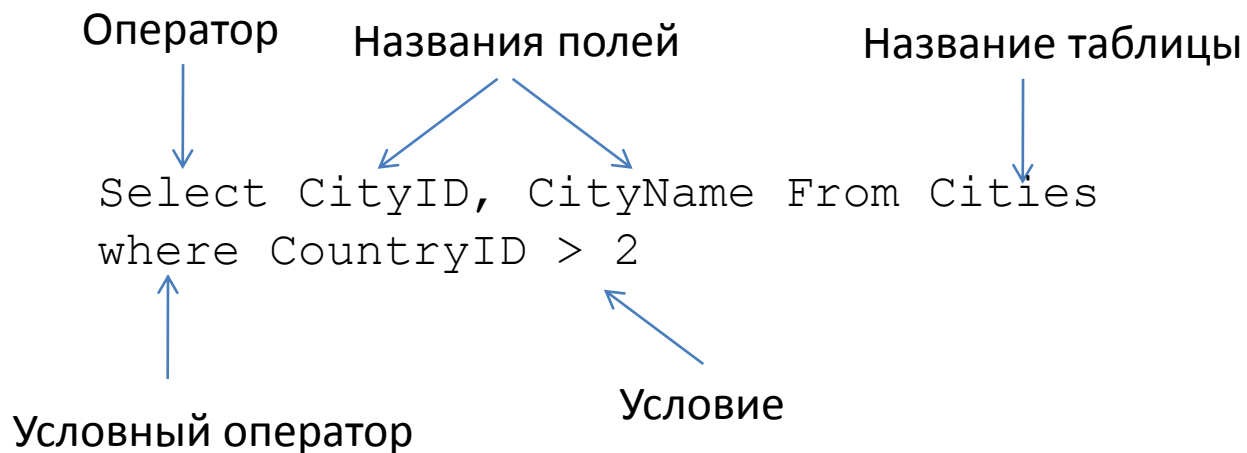 Оператор
Названия полей
Название таблицы
Select CityID, CityName From Cities
where CountryID > 2
Условие
Условный оператор